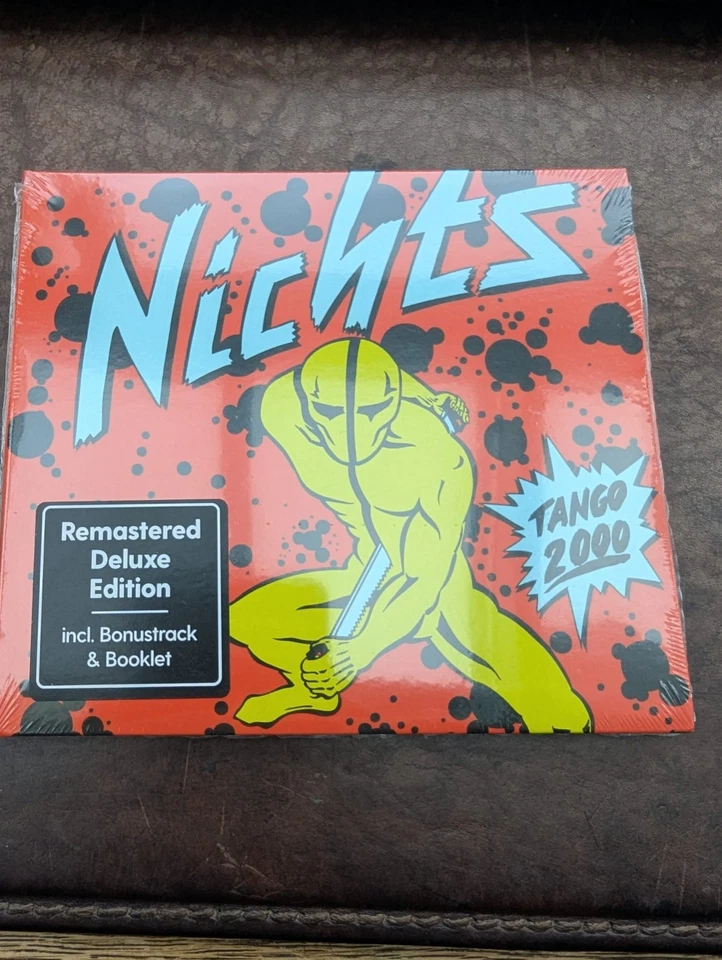 Nichts
TANGO
2000
Remastered
Deluxe
Edition
incl. Bonustrack
& Booklet